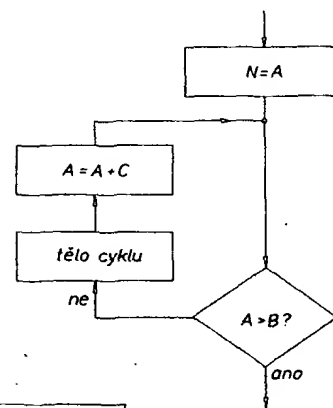 N=A
A=A+C
tělo cyklu
ne
A>B?
ano